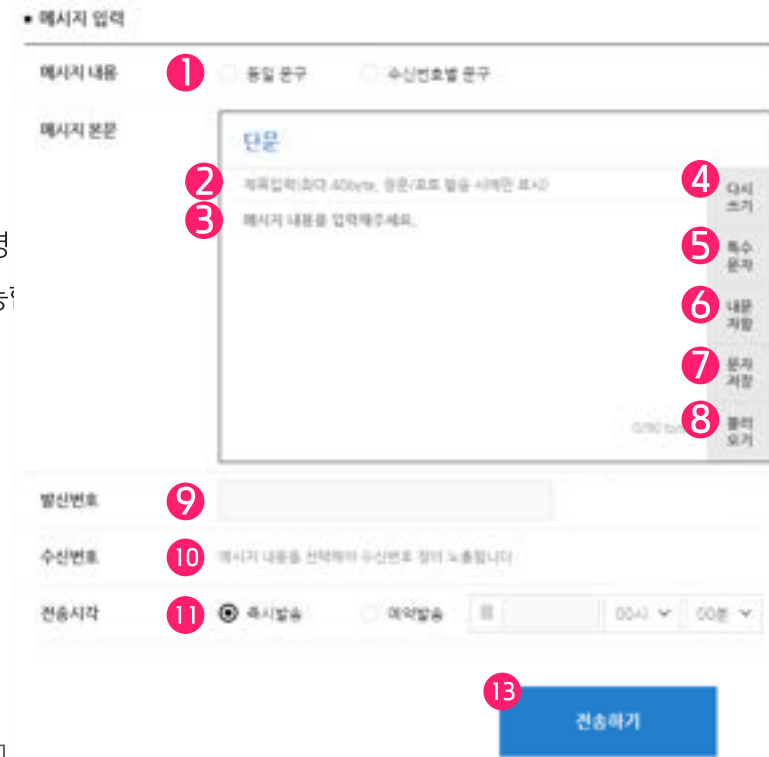 ▪ 메시지 입력
메시지 내용 1 동일 문구 수신번호별 문구
메시지 본문
단문
2 제목입력(최대 40byte, 장문/포토 발송 시에만 표시)
3 메시지 내용을 입력해주세요.
4 다시
쓰기
5 특수
문자
6 내문
자함
7 문자
저장
8 불러
오기
0/90
발신번호 9
수신번호 10 메시지 내용을 선택해야 수신번호 창이 노출됩니다
전송시각 11 즉시발송 예약발송 00시 00분
13
전송하기